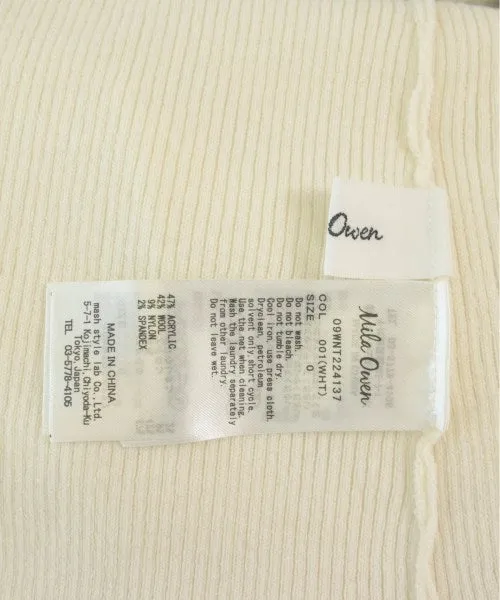 Owen
Mila Owen
09WNT224137
COL 001(WHT)
SIZE 0
Do not wash.
Do not bleach.
Do not tumble dry.
Cool iron. Use press cloth.
Dryclean, petroleum
solvent only short cycle.
Use the net when cleaning.
Wash the laundry separately
from other laundry.
Do not leave wet.
47% ACRYLIC
42% WOOL
9% NYLON
2% SPANDEX
MADE IN CHINA
mash style lab Co.,Ltd.
5-7-1 Kojimachi, Chiyoda-Ku
Tokyo, Japan
TEL 03-5778-4105